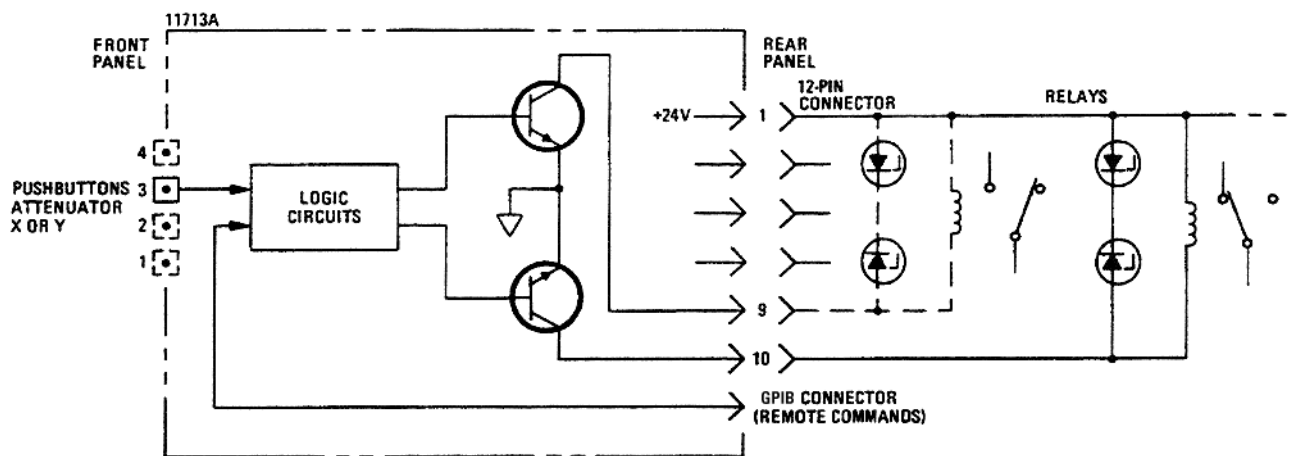 11713A
FRONT
PANEL
REAR
PANEL
12-PIN
CONNECTOR
RELAYS
+24V
1
4
PUSHBUTTONS
ATTENUATOR
X OR Y
3
2
1
LOGIC
CIRCUITS
9
10
GPIB CONNECTOR
(REMOTE COMMANDS)